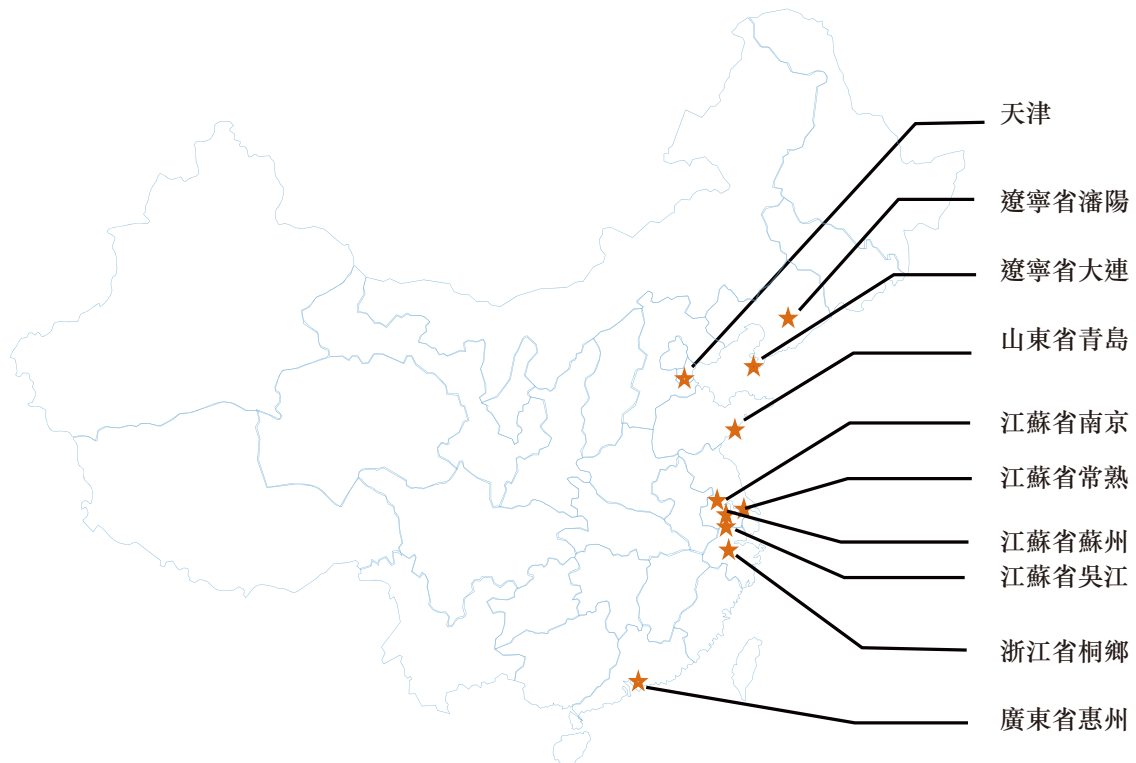 天津
遼寧省瀋陽
遼寧省大連
山東省青島
江蘇省南京
江蘇省常熟
江蘇省蘇州
江蘇省吳江
浙江省桐鄉
廣東省惠州